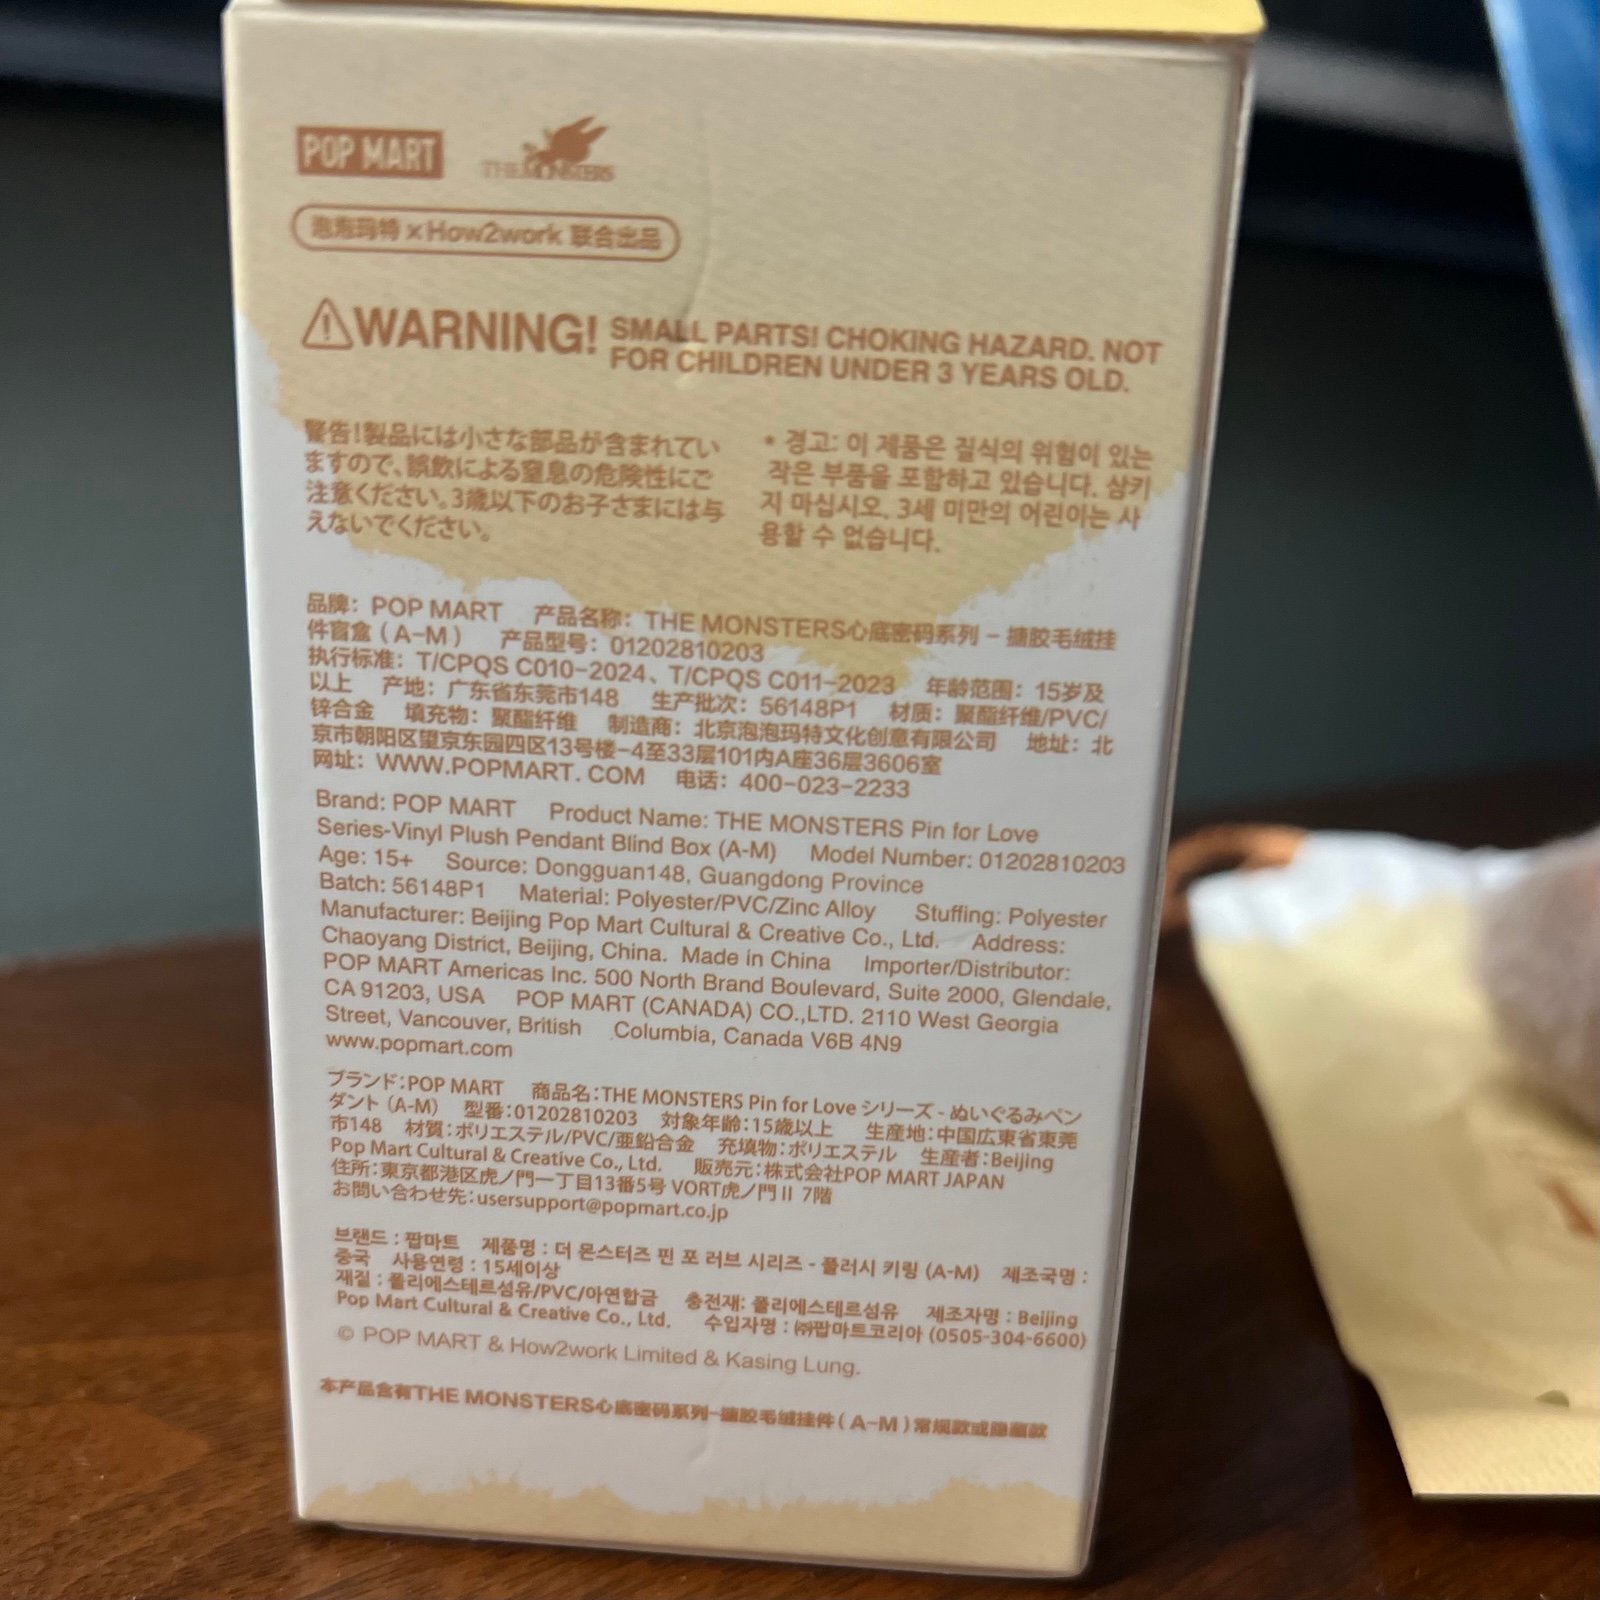 POP MART
THE MONSTERS
泡泡玛特×How2work 联合出品
WARNING! SMALL PARTS! CHOKING HAZARD. NOT
FOR CHILDREN UNDER 3 YEARS OLD.
警告!製品には小さな部品が含まれてい
ますので、誤飲による窒息の危険性にご
注意ください。3歳以下のお子さまには与
えないでください。
* 경고: 이 제품은 질식의 위험이 있는
작은 부품을 포함하고 있습니다. 삼키
지 마십시오. 3세 미만의 어린이는 사
용할 수 없습니다.
品牌：POP MART 产品名称：THE MONSTERS心底密码系列－搪胶毛绒挂
件盲盒（A-M） 产品型号：01202810203
执行标准：T/CPQS C010-2024、T/CPQS C011-2023 年龄范围：15岁及
以上 产地：广东省东莞市148 生产批次：56148P1 材质：聚酯纤维/PVC/
锌合金 填充物：聚酯纤维 制造商：北京泡泡玛特文化创意有限公司 地址：北
京市朝阳区望京东园四区13号楼-4至33层101内A座36层3606室
网址：WWW.POPMART. COM 电话：400-023-2233
Brand: POP MART Product Name: THE MONSTERS Pin for Love
Series-Vinyl Plush Pendant Blind Box (A-M) Model Number: 01202810203
Age: 15+ Source: Dongguan148, Guangdong Province
Batch: 56148P1 Material: Polyester/PVC/Zinc Alloy Stuffing: Polyester
Manufacturer: Beijing Pop Mart Cultural & Creative Co., Ltd. Address:
Chaoyang District, Beijing, China. Made in China Importer/Distributor:
POP MART Americas Inc. 500 North Brand Boulevard, Suite 2000, Glendale,
CA 91203, USA POP MART (CANADA) CO.,LTD. 2110 West Georgia
Street, Vancouver, British Columbia, Canada V6B 4N9
www.popmart.com
ブランド：POP MART 商品名：THE MONSTERS Pin for Love シリーズ - ぬいぐるみペン
ダント (A-M) 型番：01202810203 対象年齢：15歳以上 生産地：中国広東省東莞
市148 材質：ポリエステル/PVC/亜鉛合金 充填物：ポリエステル 生産者：Beijing
Pop Mart Cultural & Creative Co., Ltd. 販売元：株式会社POP MART JAPAN
住所：東京都港区虎ノ門一丁目13番5号 VORT虎ノ門 II 7階
お問い合わせ先：usersupport@popmart.co.jp
브랜드 : 팝마트 제품명 : 더 몬스터즈 핀 포 러브 시리즈 - 플러시 키링 (A-M) 제조국명 :
중국 사용연령 : 15세이상
재질 : 폴리에스테르섬유/PVC/아연합금 충전재: 폴리에스테르섬유 제조자명 : Beijing
Pop Mart Cultural & Creative Co., Ltd. 수입자명 : ㈜팝마트코리아 (0505-304-6600)
© POP MART & How2work Limited & Kasing Lung.
本产品含有THE MONSTERS心底密码系列-搪胶毛绒挂件（A-M）常规款或隐藏款